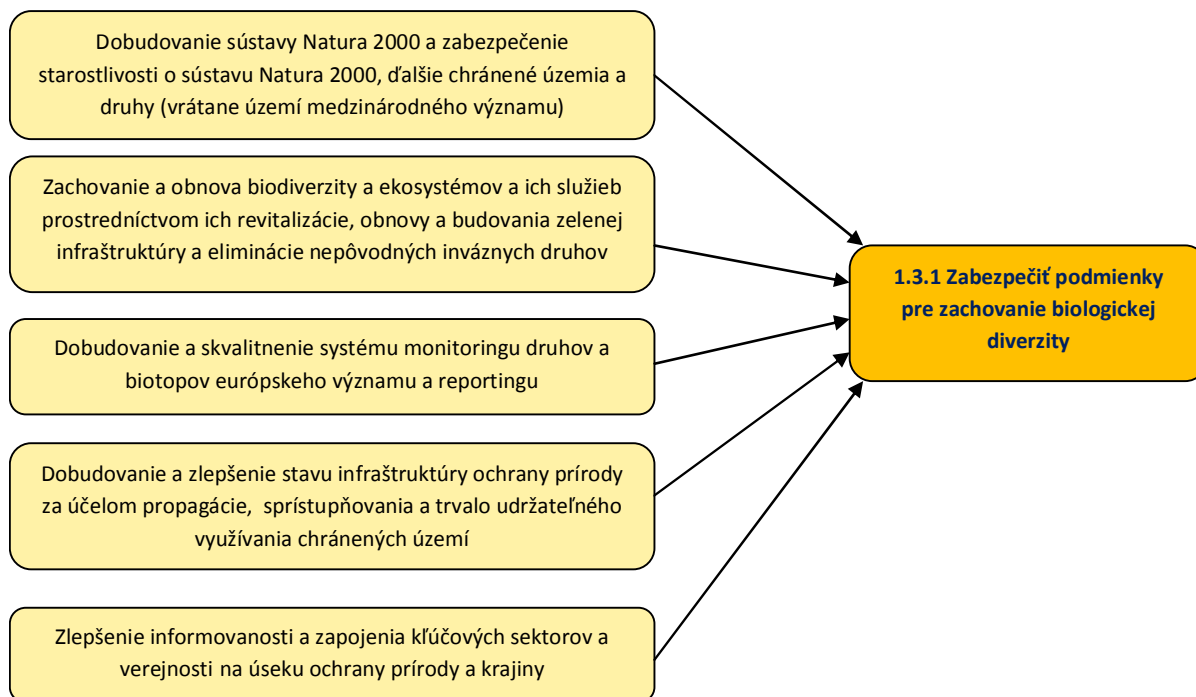 Dobudovanie sústavy Natura 2000 a zabezpečenie
starostlivosti o sústavu Natura 2000, ďalšie chránené územia a
druhy (vrátane území medzinárodného významu)
Zachovanie a obnova biodiverzity a ekosystémov a ich služieb
prostredníctvom ich revitalizácie, obnovy a budovania zelenej
infraštruktúry a eliminácie nepôvodných inváznych druhov
Dobudovanie a skvalitnenie systému monitoringu druhov a
biotopov európskeho významu a reportingu
Dobudovanie a zlepšenie stavu infraštruktúry ochrany prírody
za účelom propagácie, sprístupňovania a trvalo udržateľného
využívania chránených území
Zlepšenie informovanosti a zapojenia kľúčových sektorov a
verejnosti na úseku ochrany prírody a krajiny
1.3.1 Zabezpečiť podmienky
pre zachovanie biologickej
diverzity